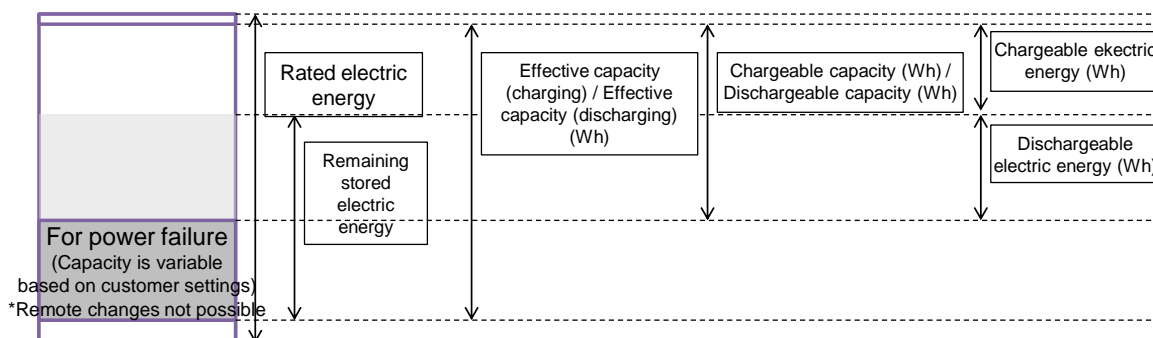 Rated electric
energy
Remaining
stored
electric
energy
Effective capacity
(charging) / Effective
capacity (discharging)
(Wh)
Chargeable capacity (Wh) /
Dischargeable capacity (Wh)
Chargeable ekectric
energy (Wh)
Dischargeable
electric energy (Wh)
For power failure
(Capacity is variable
based on customer settings)
*Remote changes not possible